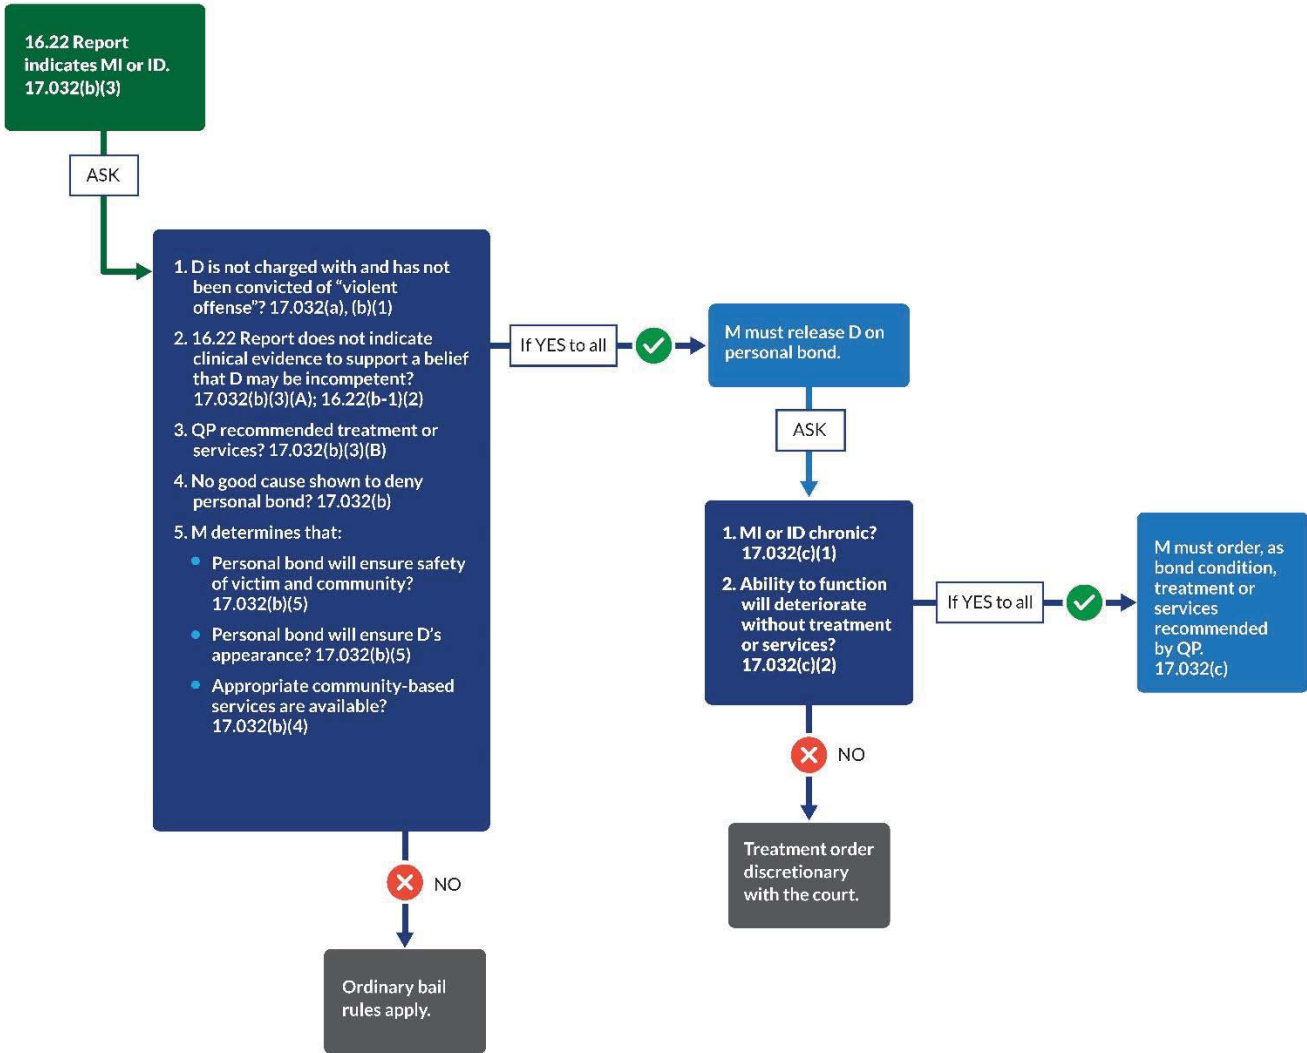 16.22 Report
indicates MI or ID.
17.032(b)(3)
ASK
1. D is not charged with and has not
been convicted of “violent
offense”? 17.032(a), (b)(1)
2. 16.22 Report does not indicate
clinical evidence to support a belief
that D may be incompetent?
17.032(b)(3)(A); 16.22(b-1)(2)
3. QP recommended treatment or
services? 17.032(b)(3)(B)
4. No good cause shown to deny
personal bond? 17.032(b)
5. M determines that:
• Personal bond will ensure safety
of victim and community?
17.032(b)(5)
• Personal bond will ensure D’s
appearance? 17.032(b)(5)
• Appropriate community-based
services are available?
17.032(b)(4)
If YES to all
M must release D on
personal bond.
ASK
1. MI or ID chronic?
17.032(c)(1)
2. Ability to function
will deteriorate
without treatment
or services?
17.032(c)(2)
If YES to all
M must order, as
bond condition,
treatment or
services
recommended
by QP.
17.032(c)
NO
Treatment order
discretionary
with the court.
NO
Ordinary bail
rules apply.